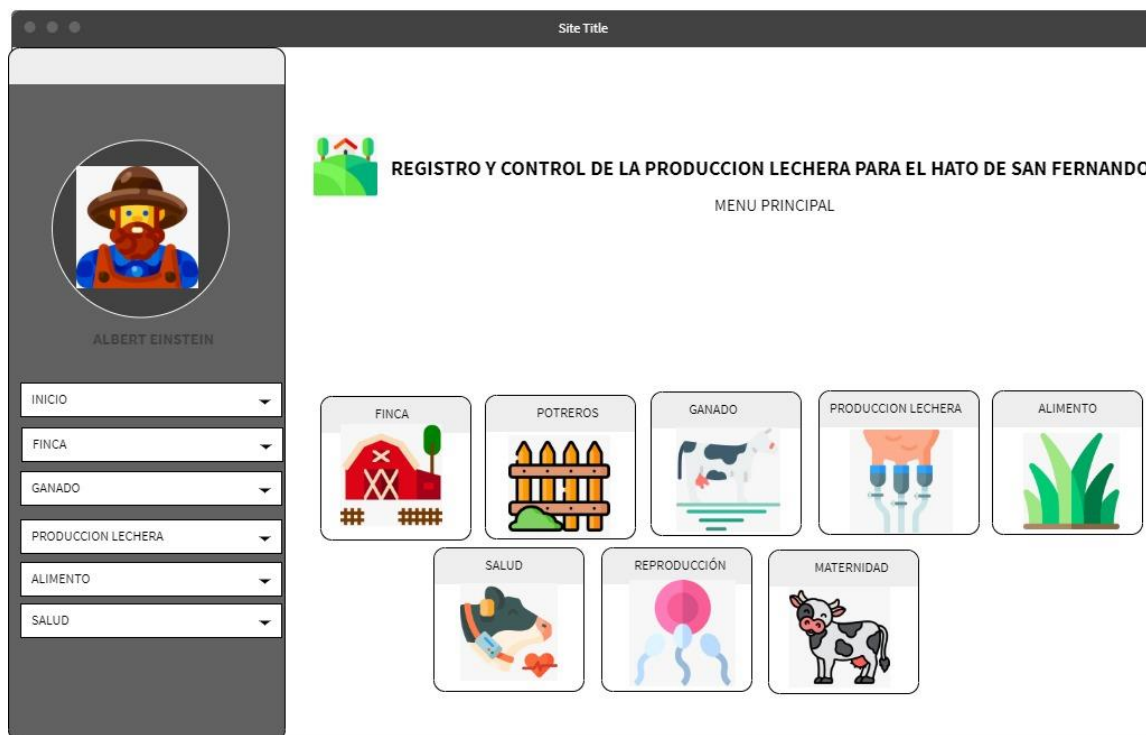 Site Title
ALBERT EINSTEIN
INICIO
FINCA
GANADO
PRODUCCION LECHERA
ALIMENTO
SALUD
REGISTRO Y CONTROL DE LA PRODUCCION LECHERA PARA EL HATO DE SAN FERNANDO
MENU PRINCIPAL
FINCA
POTREROS
GANADO
PRODUCCION LECHERA
ALIMENTO
SALUD
REPRODUCCIÓN
MATERNIDAD